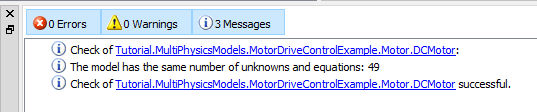 0 Errors 0 Warnings 3 Messages
Check of Tutorial.MultiPhysicsModels.MotorDriveControlExample.Motor.DCMotor:
The model has the same number of unknowns and equations: 49
Check of Tutorial.MultiPhysicsModels.MotorDriveControlExample.Motor.DCMotor successful.